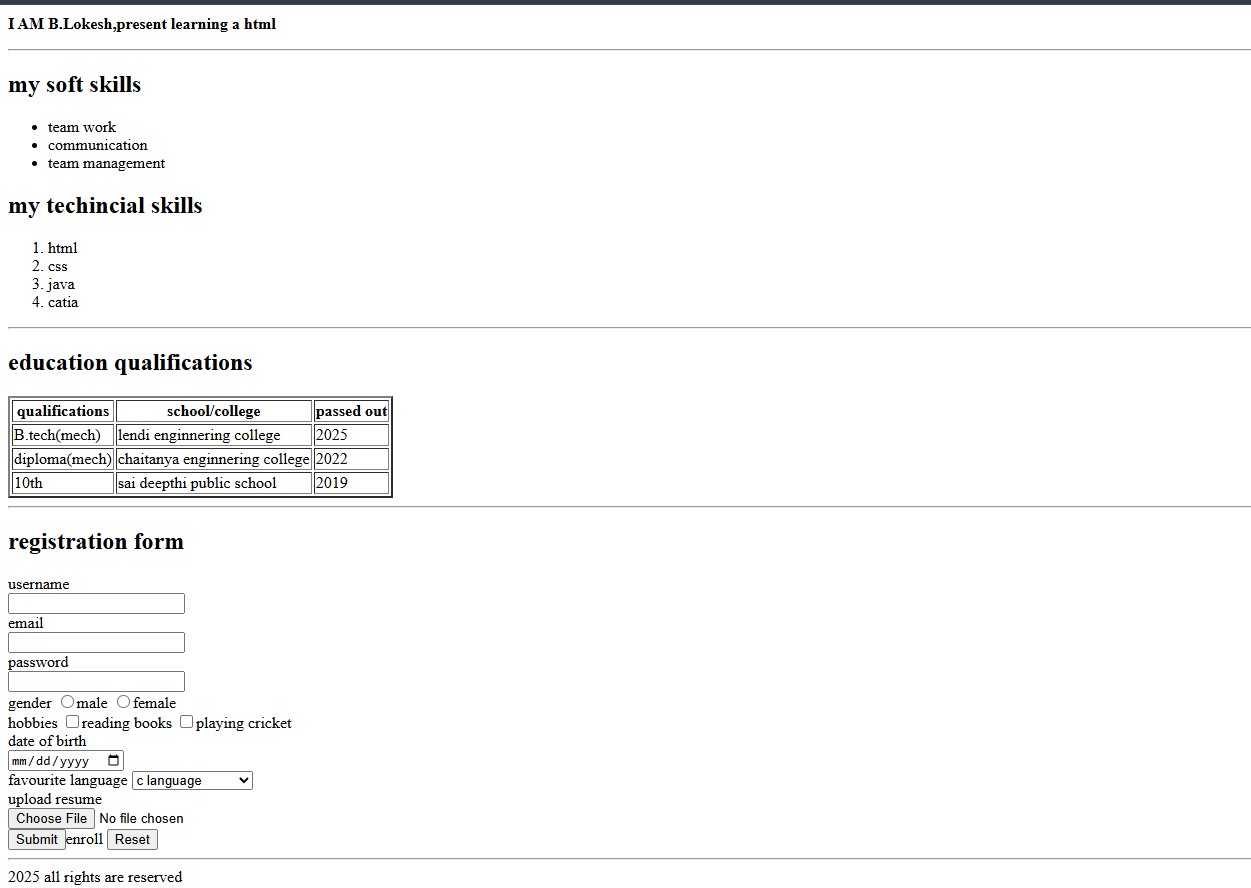 I AM B.Lokesh,present learning a html
my soft skills
team work
communication
team management
my techincial skills
1. html
2. css
3. java
4. catia
education qualifications
qualifications school/college passed out
B.tech(mech) lendi enginnering college 2025
diploma(mech) chaitanya enginnering college 2022
10th sai deepthi public school 2019
registration form
username
email
password
gender male female
hobbies reading books playing cricket
date of birth
mm/dd/yyyy
favourite language c language
upload resume
Choose File No file chosen
Submit enroll Reset
2025 all rights are reserved